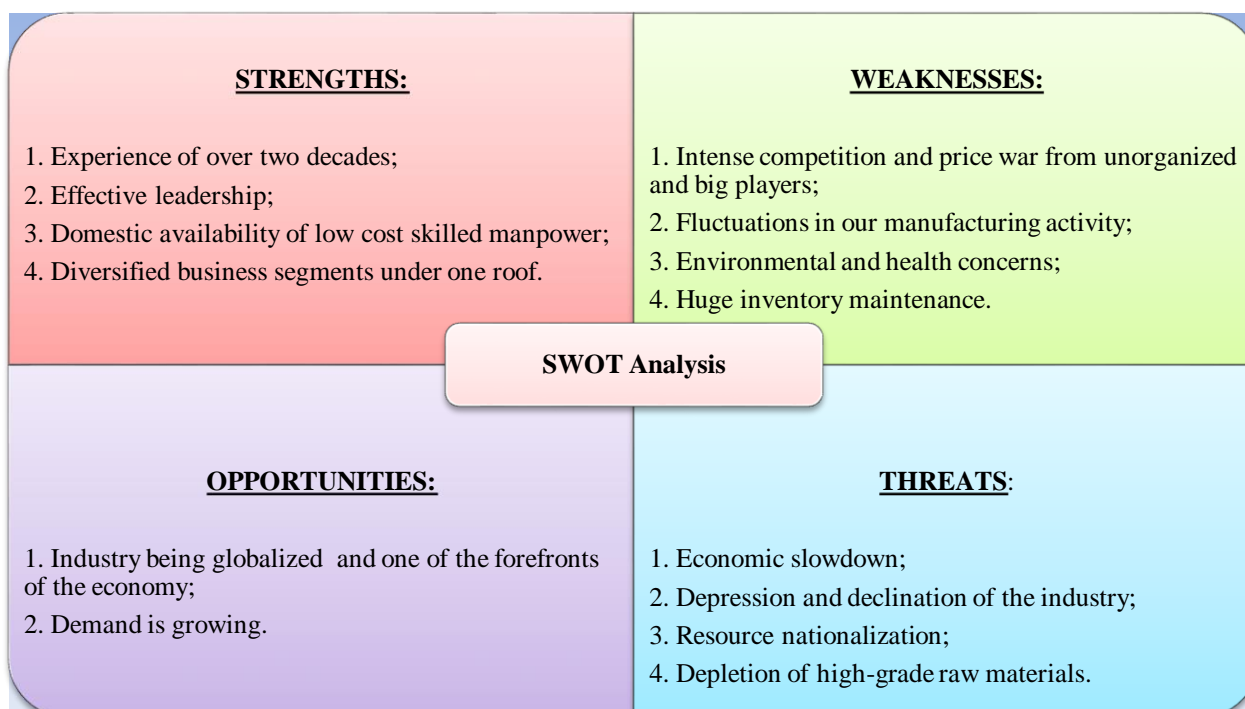 STRENGTHS:
1. Experience of over two decades;
2. Effective leadership;
3. Domestic availability of low cost skilled manpower;
4. Diversified business segments under one roof.
WEAKNESSES:
1. Intense competition and price war from unorganized
and big players;
2. Fluctuations in our manufacturing activity;
3. Environmental and health concerns;
4. Huge inventory maintenance.
SWOT Analysis
OPPORTUNITIES:
1. Industry being globalized and one of the forefronts
of the economy;
2. Demand is growing.
THREATS:
1. Economic slowdown;
2. Depression and declination of the industry;
3. Resource nationalization;
4. Depletion of high-grade raw materials.